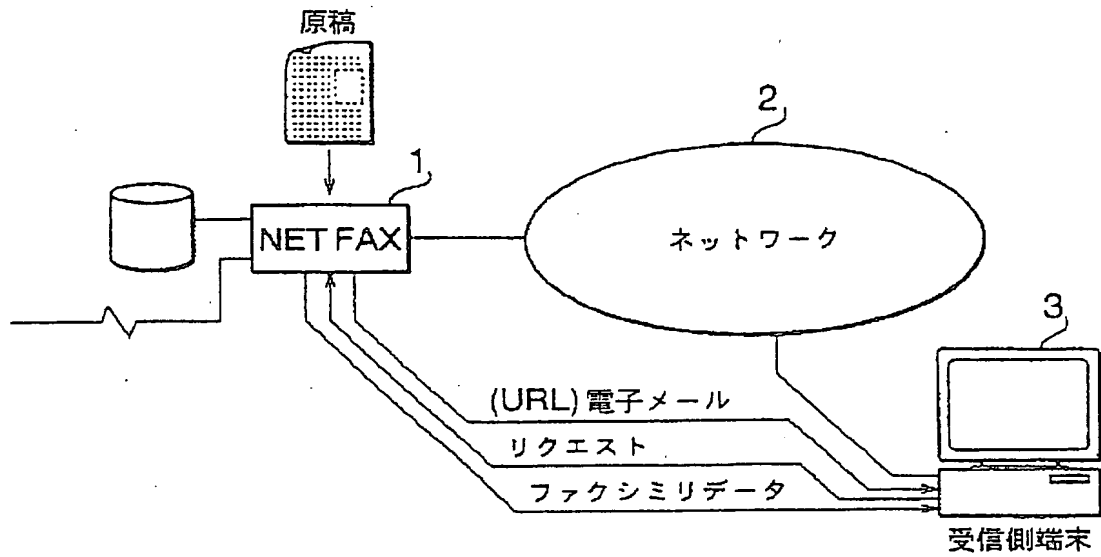 原稿
1
2
NET FAX
ネットワーク
3
(URL) 電子メール
リクエスト
ファクシミリデータ
受信側端末